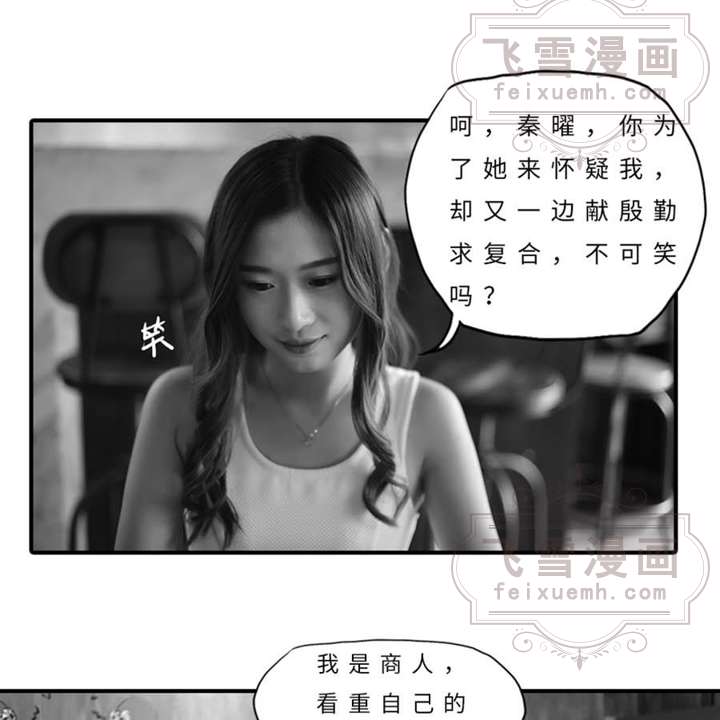 飞雪漫画
feixuemh.com
呵，秦曜，你为
了她来怀疑我，
却又一边献殷勤
求复合，不可笑
吗？
笑
飞雪漫画
feixuemh.com
我是商人，
看重自己的